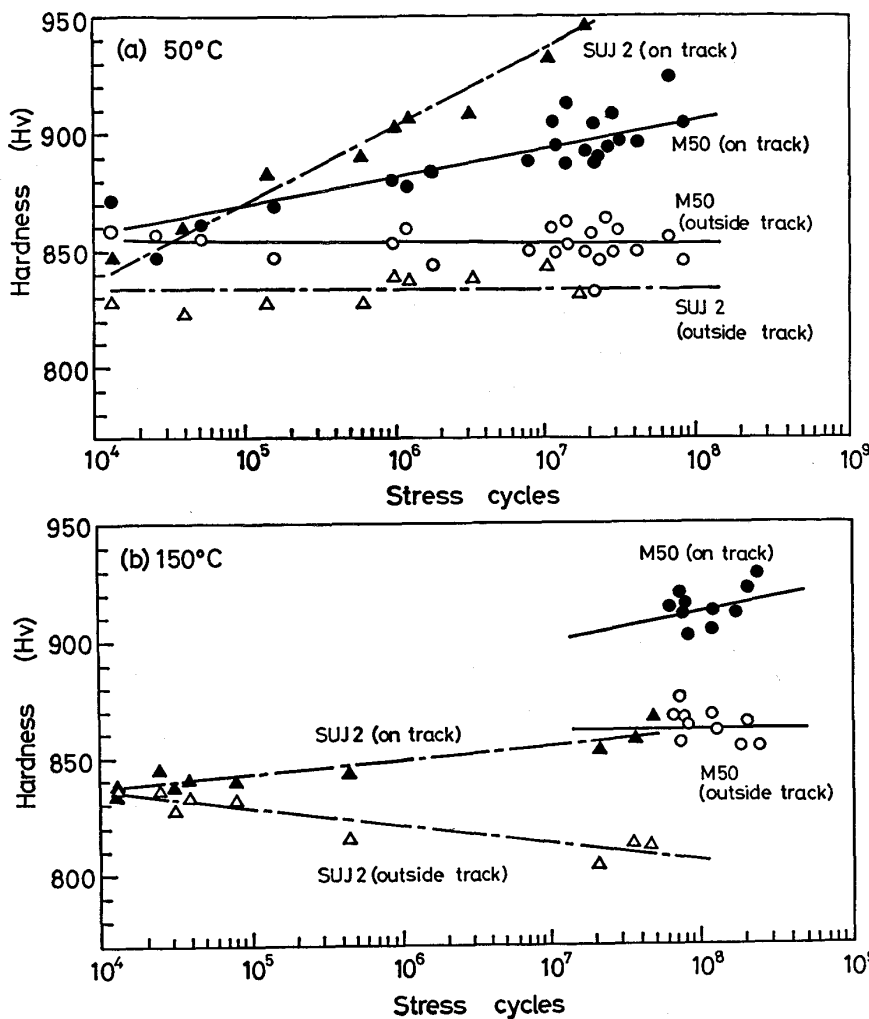 950
(a) 50°C
SUJ 2 (on track)
900
M50 (on track)
M50
(outside track)
850
SUJ 2
(outside track)
800
Hardness (Hv)
10⁴ 10⁵ 10⁶ 10⁷ 10⁸ 10⁹
Stress cycles
950
(b) 150°C
M50 (on track)
900
SUJ 2 (on track)
850
M50
(outside track)
SUJ 2 (outside track)
800
Hardness (Hv)
10⁴ 10⁵ 10⁶ 10⁷ 10⁸ 10⁹
Stress cycles